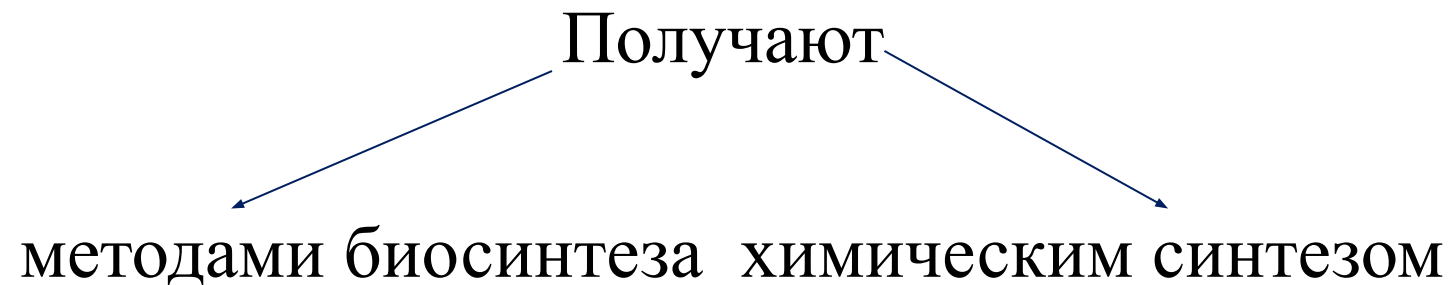 Получают
методами биосинтеза химическим синтезом